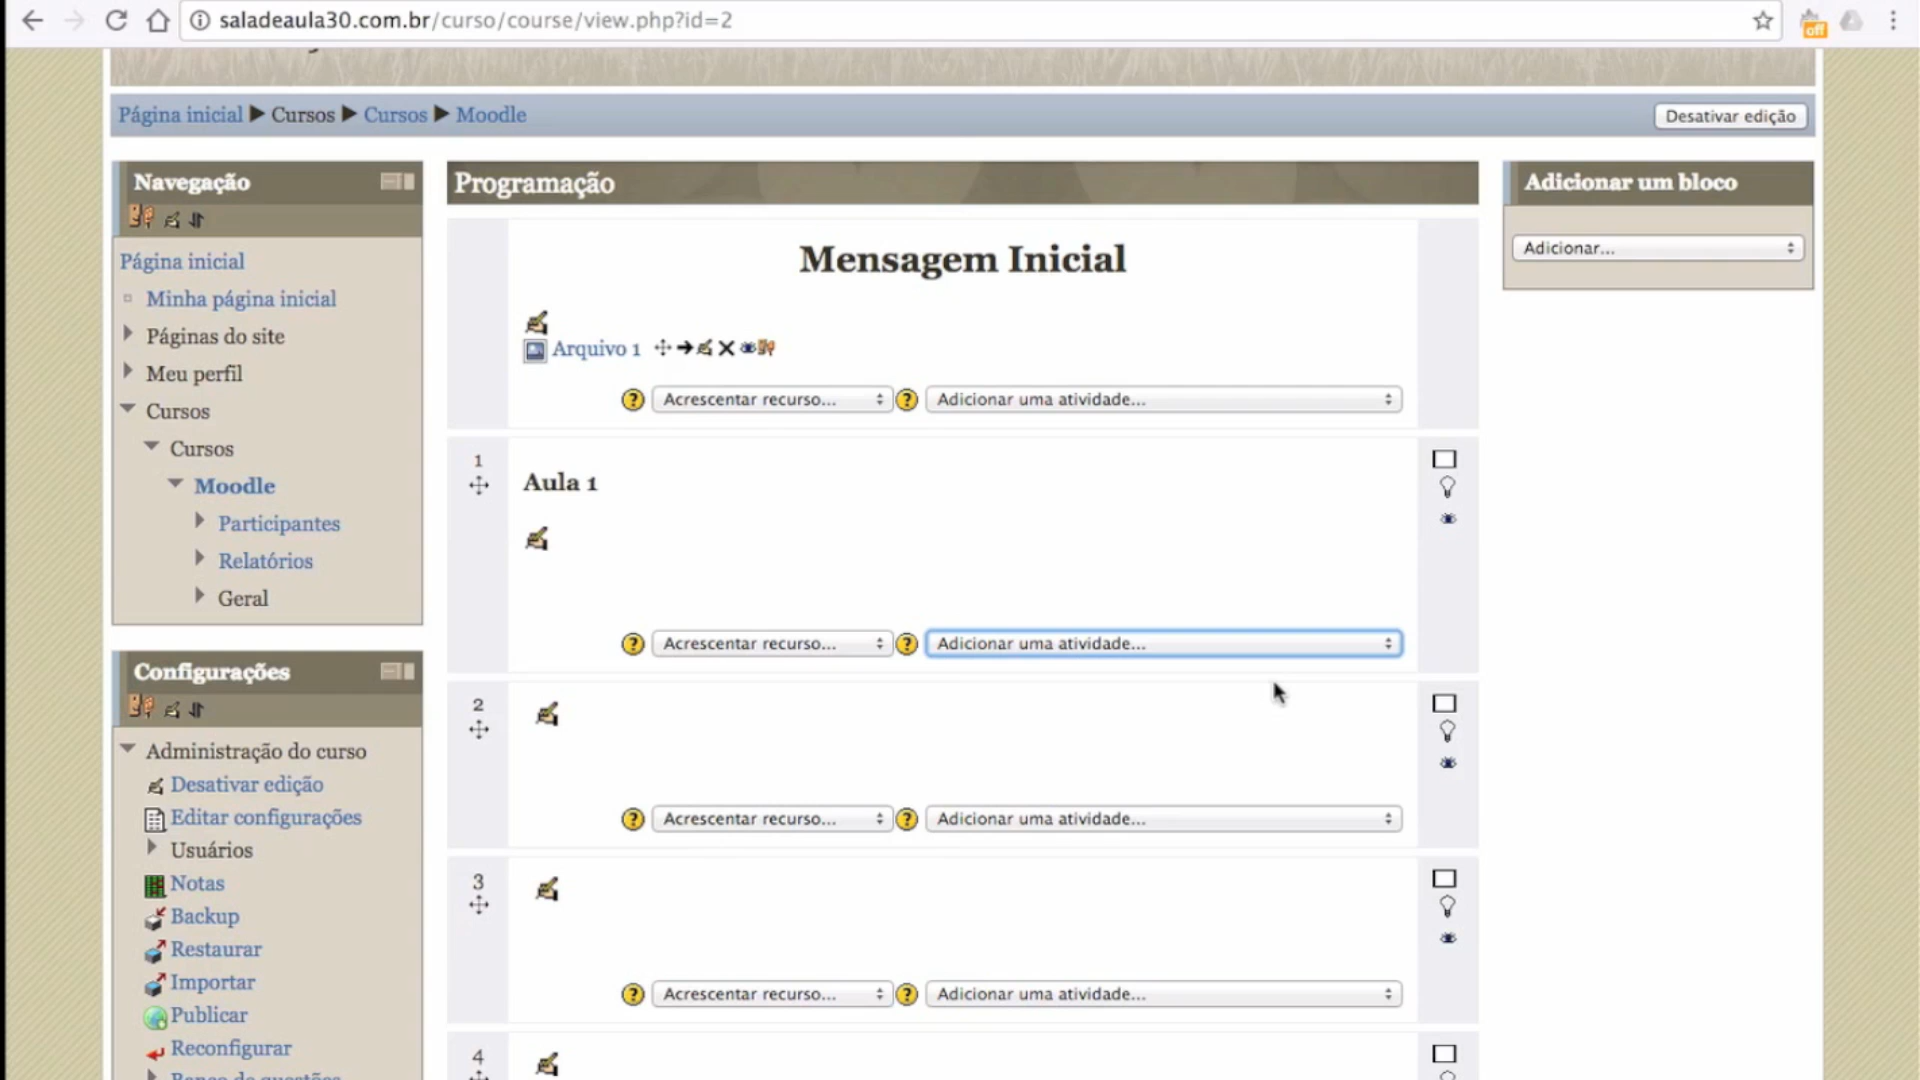 saladeaula30.com.br/curso/course/view.php?id=2
off
Página inicial ▶ Cursos ▶ Cursos ▶ Moodle
Desativar edição
Navegação
Página inicial
Minha página inicial
Páginas do site
Meu perfil
Cursos
Cursos
Moodle
Participantes
Relatórios
Geral
Configurações
Administração do curso
Desativar edição
Editar configurações
Usuários
Notas
Backup
Restaurar
Importar
Publicar
Reconfigurar
Banco de questões
Programação
Mensagem Inicial
Arquivo 1
? Acrescentar recurso... ? Adicionar uma atividade...
1
Aula 1
? Acrescentar recurso... ? Adicionar uma atividade...
2
? Acrescentar recurso... ? Adicionar uma atividade...
3
? Acrescentar recurso... ? Adicionar uma atividade...
4
Adicionar um bloco
Adicionar...